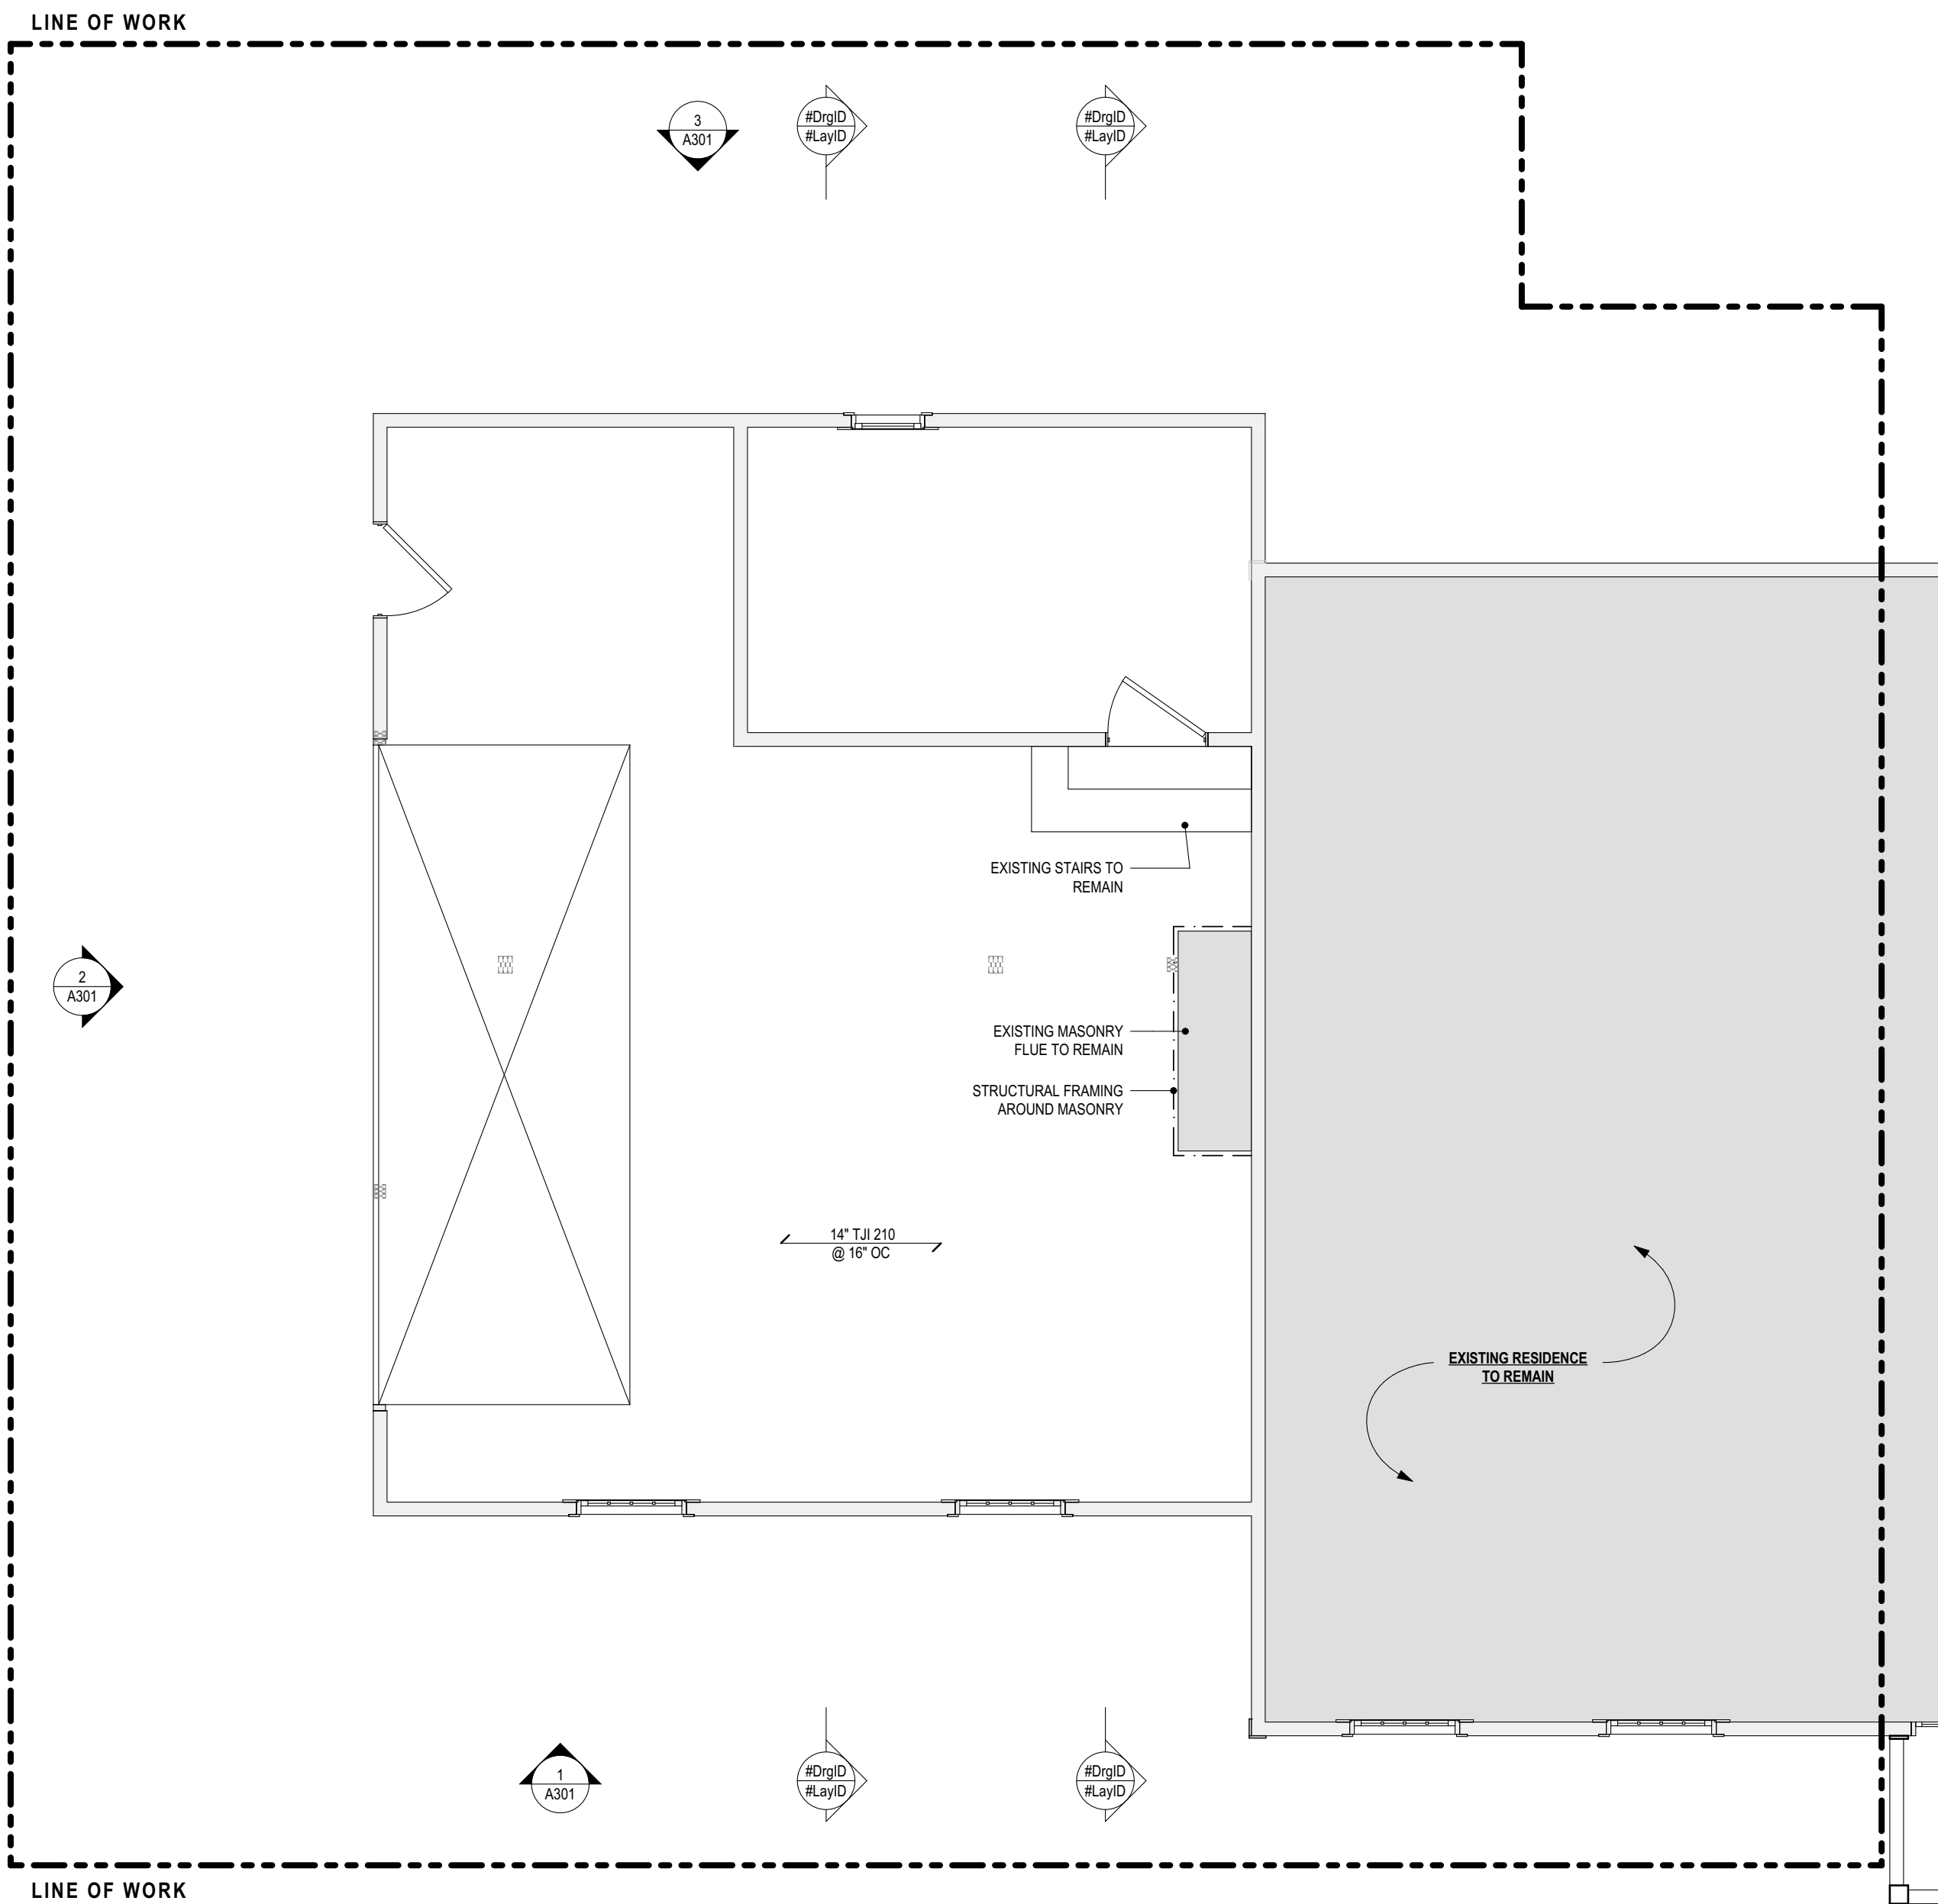 LINE OF WORK
3
A301
#DrgID
#LayID
#DrgID
#LayID
EXISTING STAIRS TO
REMAIN
2
A301
EXISTING MASONRY
FLUE TO REMAIN
STRUCTURAL FRAMING
AROUND MASONRY
14" TJI 210
@ 16" OC
EXISTING RESIDENCE
TO REMAIN
1
A301
#DrgID
#LayID
#DrgID
#LayID
LINE OF WORK